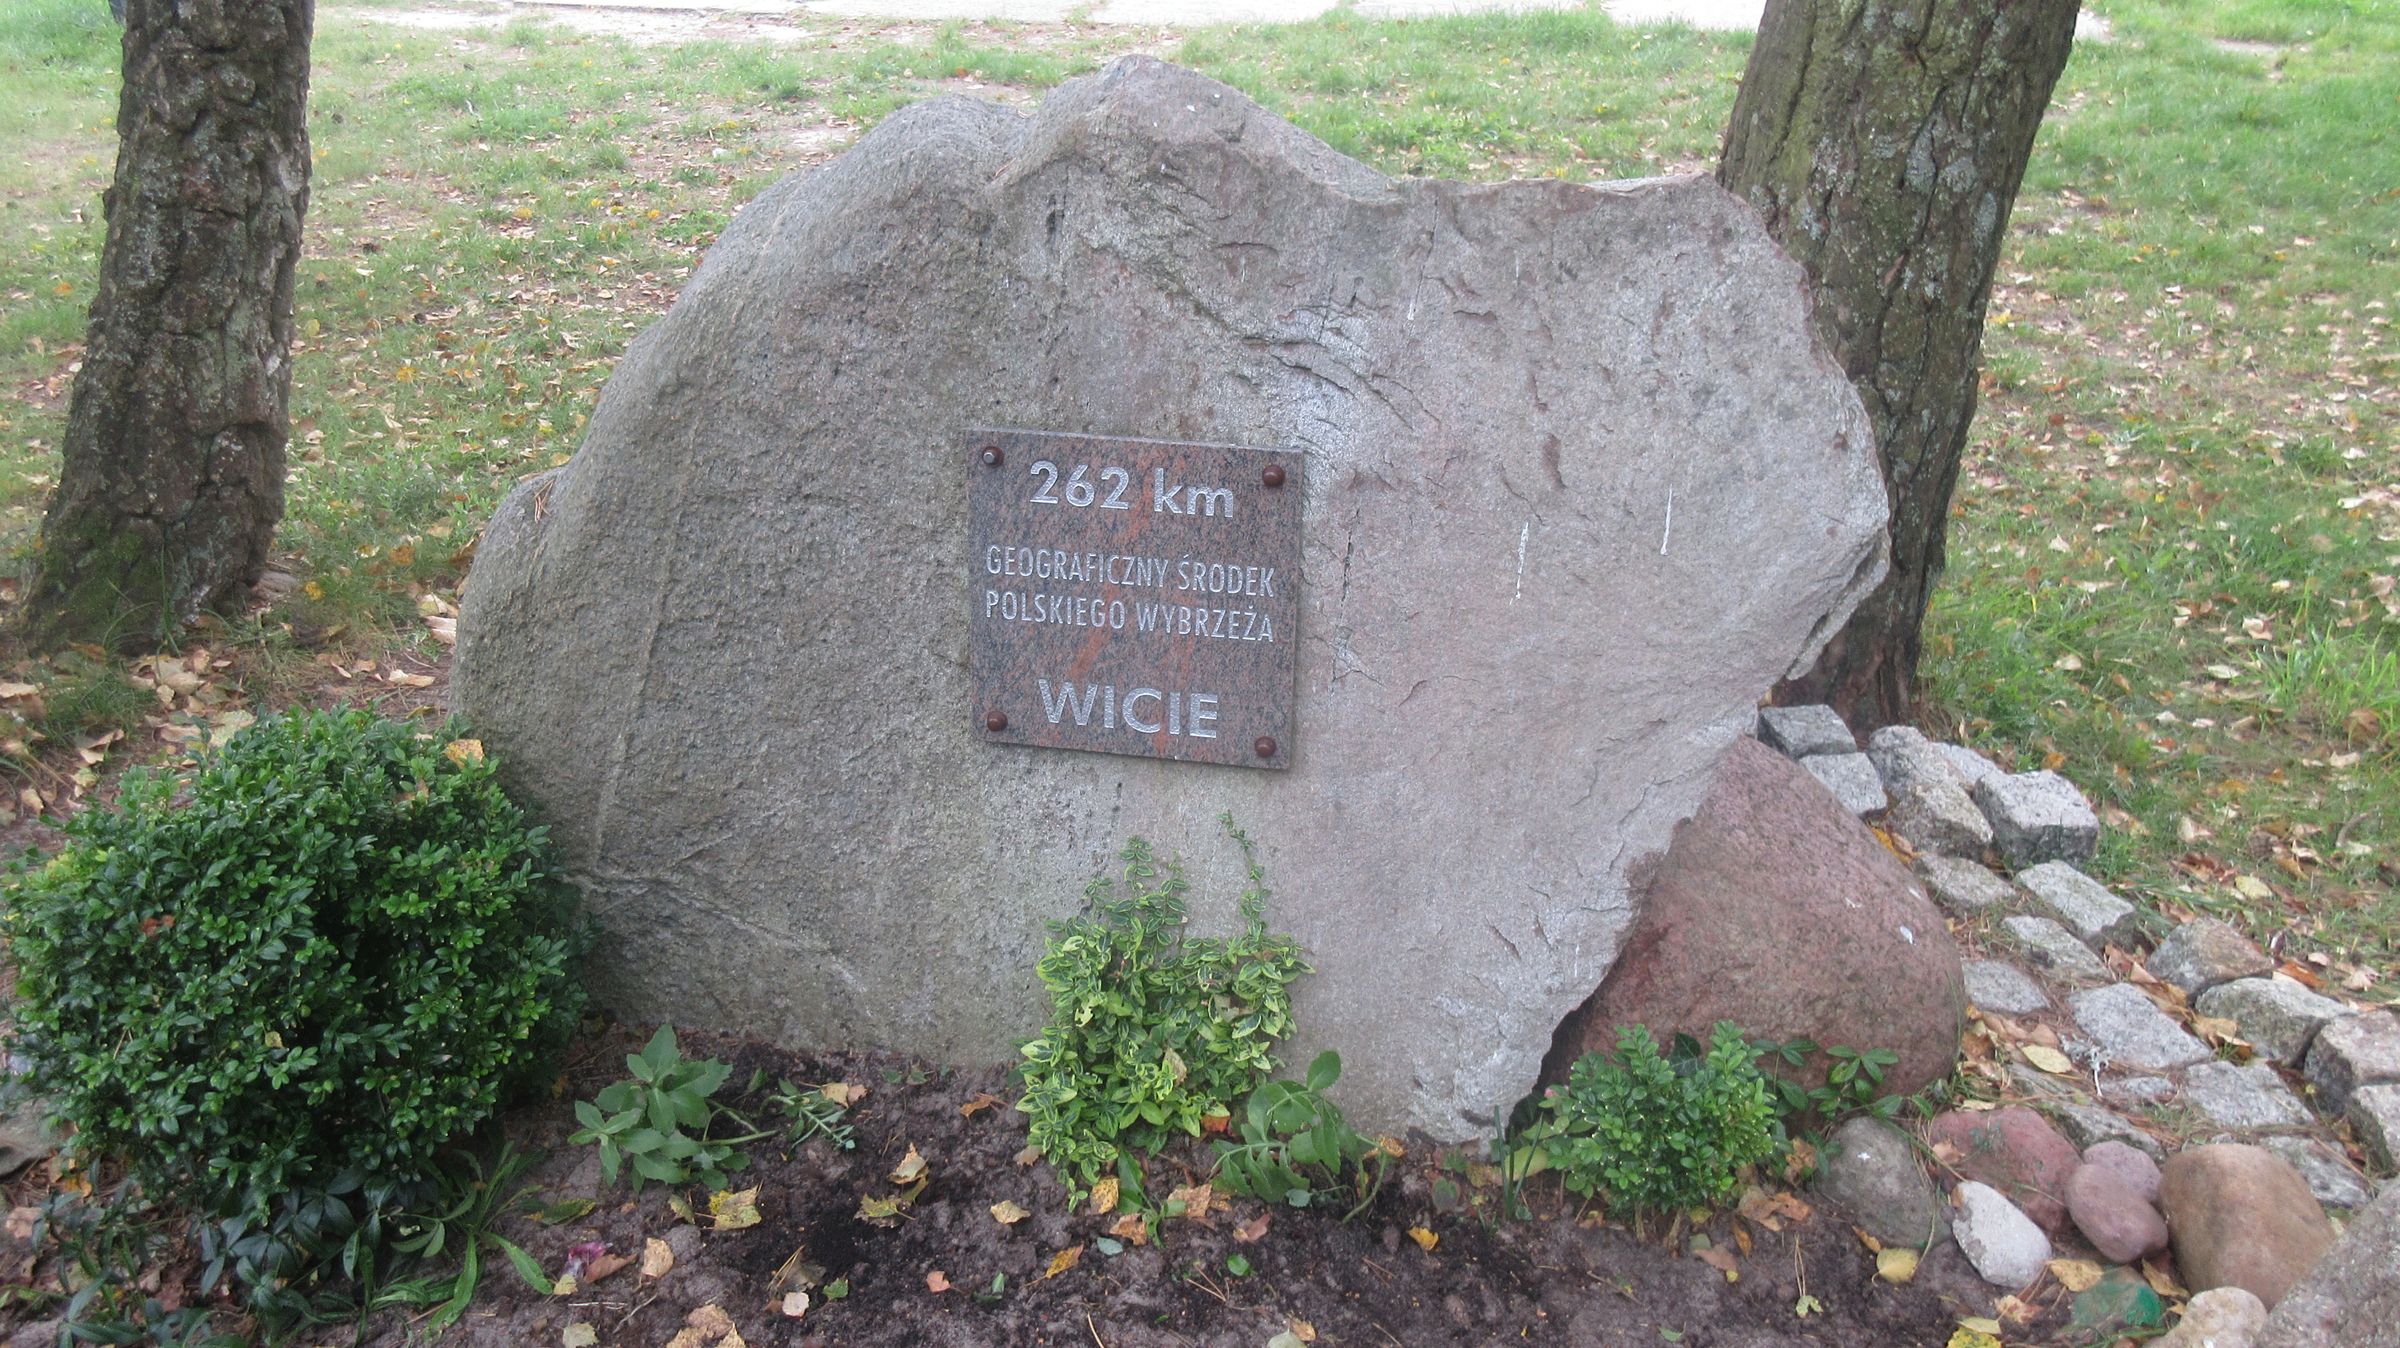 262 km
GEOGRAFICZNY ŚRODEK
POLSKIEGO WYBRZEŻA
WICIE